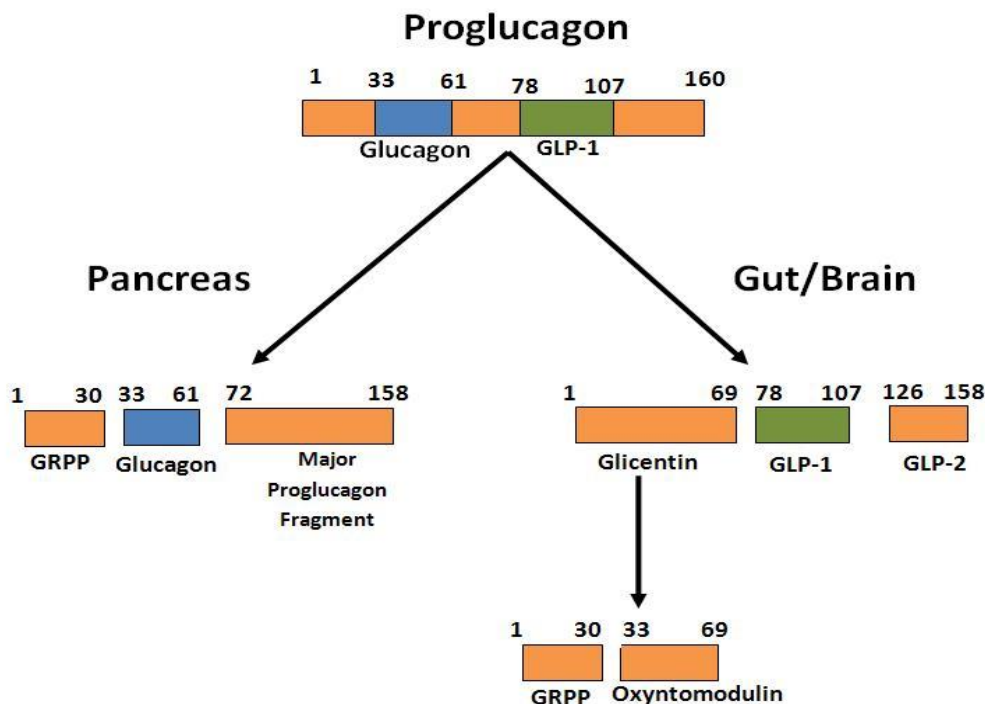 Proglucagon
1 33 61 78 107 160
Glucagon GLP-1
Pancreas Gut/Brain
1 30 33 61 72 158
GRPP Glucagon Major
Proglucagon
Fragment
1 69 78 107 126 158
Glicentin GLP-1 GLP-2
1 30 33 69
GRPP Oxyntomodulin